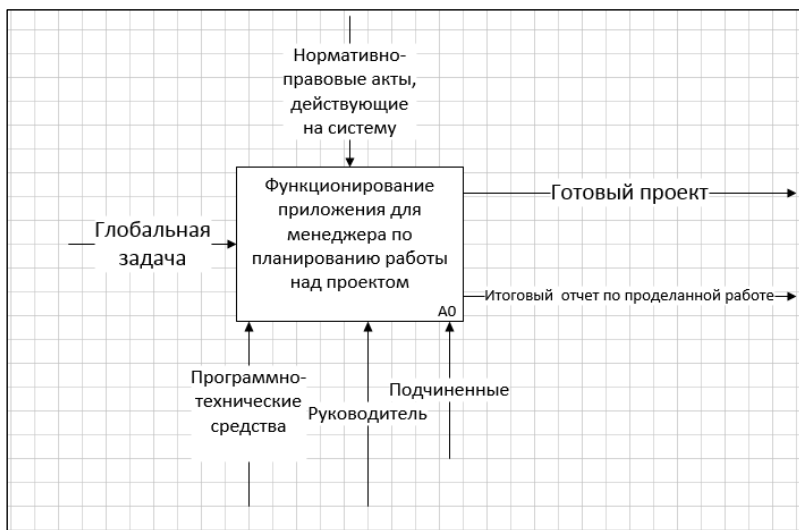 Нормативно-
правовые акты,
действующие
на систему
Функционирование
приложения для
менеджера по
планированию работы
над проектом
А0
Глобальная
задача
Готовый проект
Итоговый отчет по проделанной работе
Программно-
технические
средства
Руководитель
Подчиненные